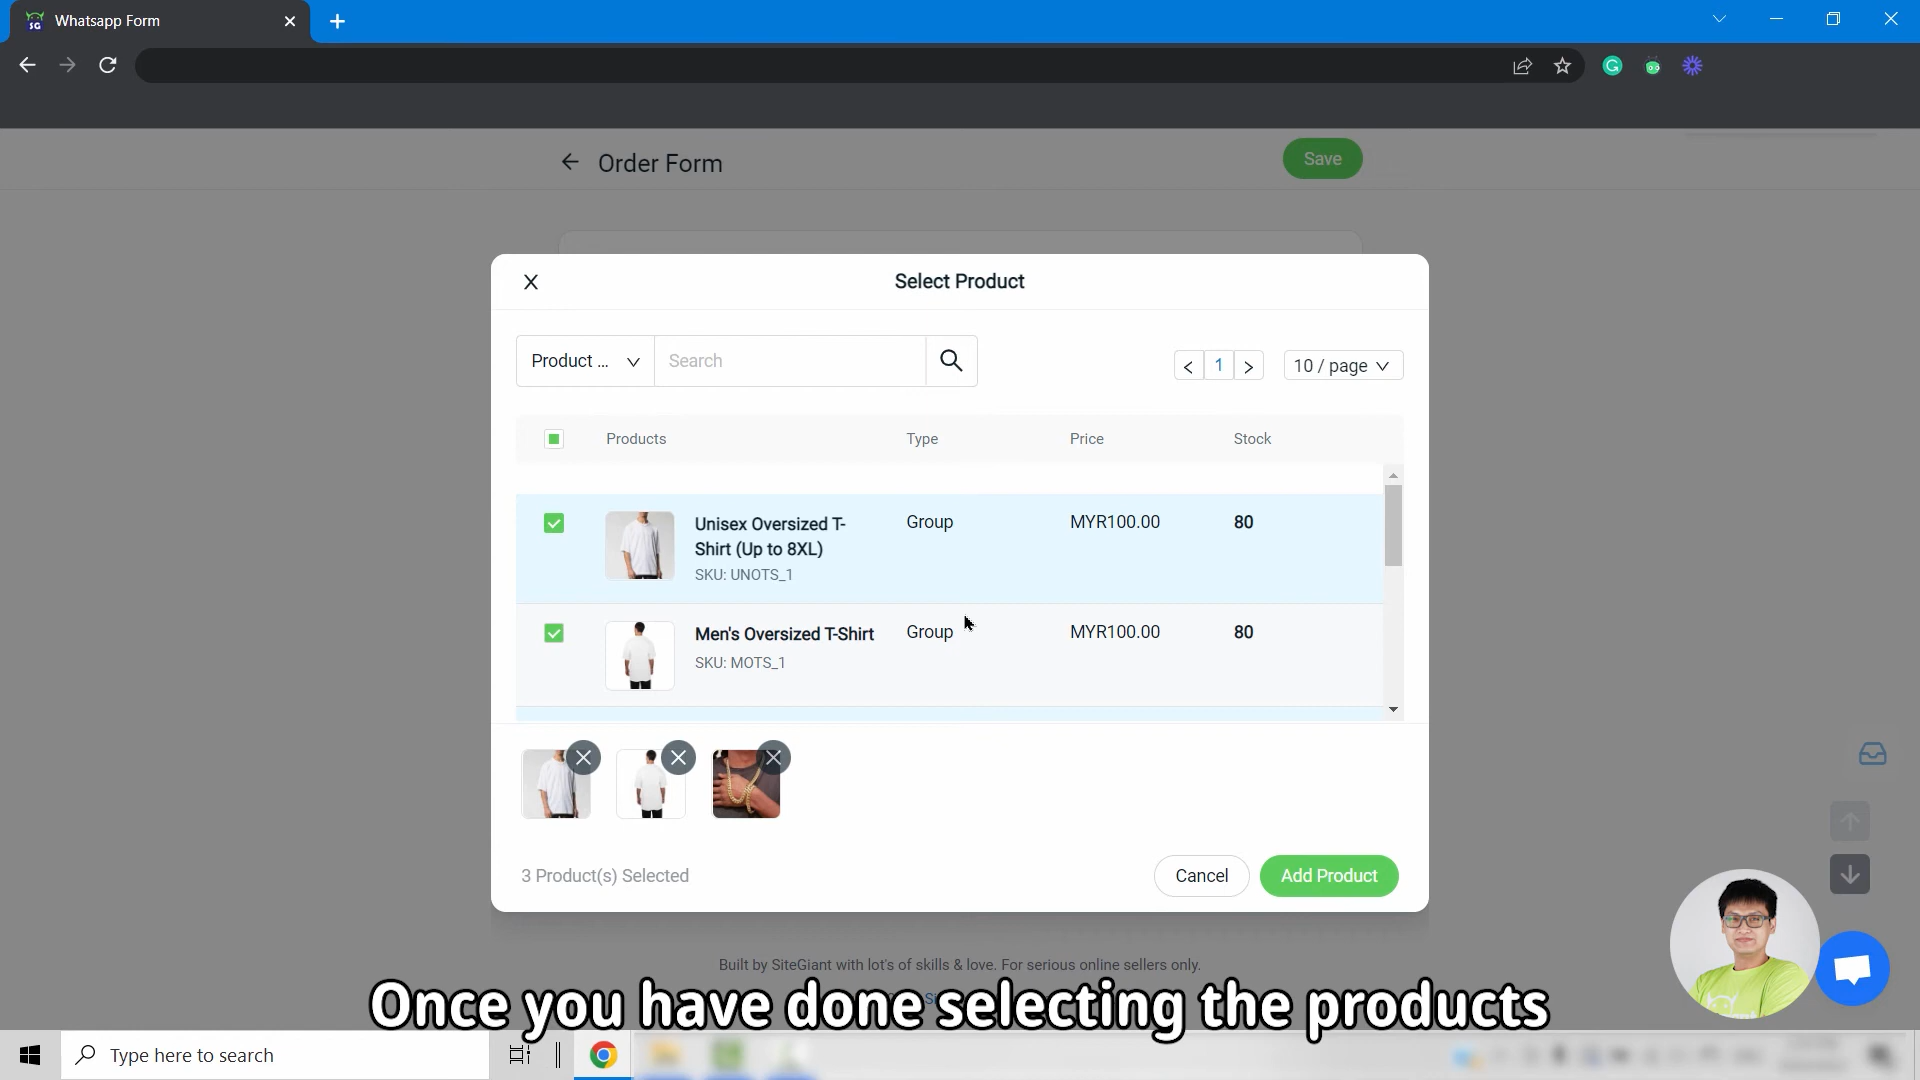 Whatsapp Form
Order Form
Save
Select Product
Product ...
Search
1
10 / page
Products
Type
Price
Stock
Unisex Oversized T-
Shirt (Up to 8XL)
SKU: UNOTS_1
Group
MYR100.00
80
Men's Oversized T-Shirt
SKU: MOTS_1
Group
MYR100.00
80
3 Product(s) Selected
Cancel
Add Product
Built by SiteGiant with lot's of skills & love. For serious online sellers only.
Once you have done selecting the products
Type here to search